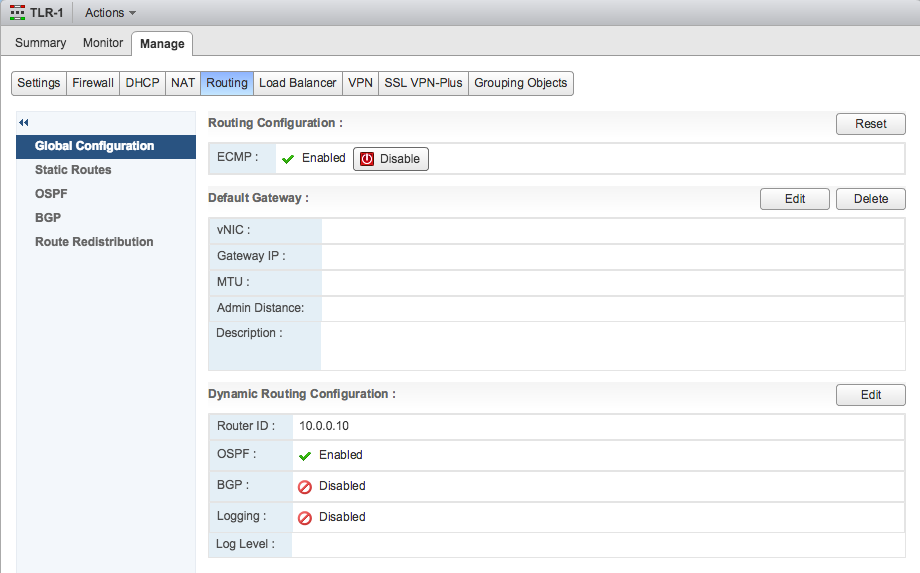 TLR-1 Actions
Summary Monitor Manage
Settings Firewall DHCP NAT Routing Load Balancer VPN SSL VPN-Plus Grouping Objects
Global Configuration
Static Routes
OSPF
BGP
Route Redistribution
Routing Configuration : Reset
ECMP : Enabled Disable
Default Gateway : Edit Delete
vNIC :
Gateway IP :
MTU :
Admin Distance:
Description :
Dynamic Routing Configuration : Edit
Router ID : 10.0.0.10
OSPF : Enabled
BGP : Disabled
Logging : Disabled
Log Level :